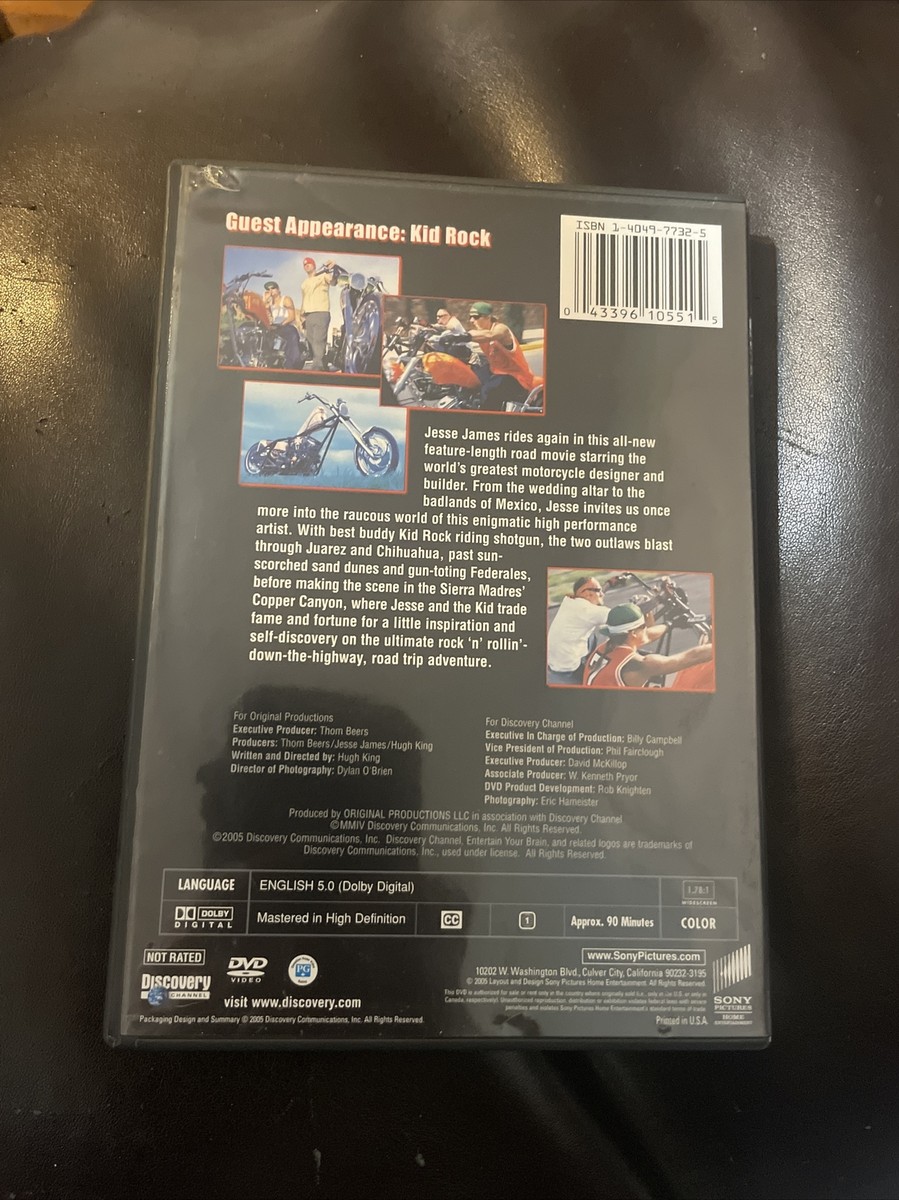 Guest Appearance: Kid Rock
ISBN 1-4049-7732-5
0 43396 10551 5
Jesse James rides again in this all-new
feature-length road movie starring the
world's greatest motorcycle designer and
builder. From the wedding altar to the
badlands of Mexico, Jesse invites us once
more into the raucous world of this enigmatic high performance
artist. With best buddy Kid Rock riding shotgun, the two outlaws blast
through Juarez and Chihuahua, past sun-
scorched sand dunes and gun-toting Federales,
before making the scene in the Sierra Madres'
Copper Canyon, where Jesse and the Kid trade
fame and fortune for a little inspiration and
self-discovery on the ultimate rock 'n' rollin'-
down-the-highway, road trip adventure.
For Original Productions
Executive Producer: Thom Beers
Producers: Thom Beers/Jesse James/Hugh King
Written and Directed by: Hugh King
Director of Photography: Dylan O'Brien
For Discovery Channel
Executive In Charge of Production: Billy Campbell
Vice President of Production: Phil Fairclough
Executive Producer: David McKillop
Associate Producer: W. Kenneth Pryor
DVD Product Development: Rob Knighten
Photography: Eric Hameister
Produced by ORIGINAL PRODUCTIONS LLC in association with Discovery Channel
©MMIV Discovery Communications, Inc. All Rights Reserved.
©2005 Discovery Communications, Inc. Discovery Channel, Entertain Your Brain, and related logos are trademarks of
Discovery Communications, Inc., used under license. All Rights Reserved.
LANGUAGE
ENGLISH 5.0 (Dolby Digital)
1.78:1
WIDESCREEN
DOLBY
DIGITAL
Mastered in High Definition
CC
1
Approx. 90 Minutes
COLOR
NOT RATED
Discovery
CHANNEL
DVD
VIDEO
PG
visit www.discovery.com
Packaging Design and Summary © 2005 Discovery Communications, Inc. All Rights Reserved.
www.SonyPictures.com
10202 W. Washington Blvd., Culver City, California 90232-3195
© 2005 Layout and Design Sony Pictures Home Entertainment. All Rights Reserved.
Printed in U.S.A.
SONY
PICTURES
HOME
ENTERTAINMENT